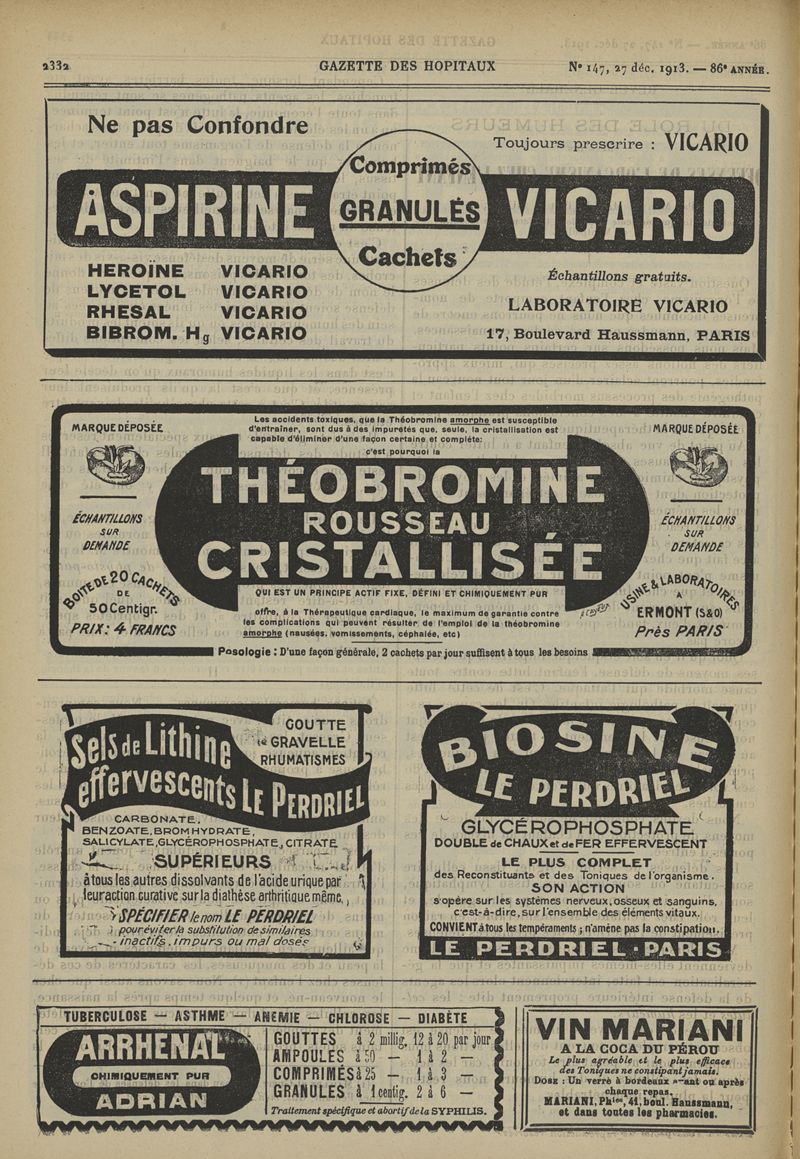 2332
GAZETTE DES HOPITAUX
N° 147, 27 déc. 1913. — 86e ANNÉE.
Ne pas Confondre
Toujours prescrire : VICARIO
Comprimés
ASPIRINE GRANULÉS VICARIO
Cachets
HEROÏNE VICARIO
LYCETOL VICARIO
RHESAL VICARIO
BIBROM. Hg VICARIO
Échantillons gratuits.
LABORATOIRE VICARIO
17, Boulevard Haussmann, PARIS
MARQUE DÉPOSÉE
ÉCHANTILLONS
SUR
DEMANDE
BOITE DE 20 CACHETS
DE
50 Centigr.
PRIX: 4 FRANCS
Les accidents toxiques, que la Théobromine amorphe est susceptible
d'entraîner, sont dus à des impuretés que, seule, la cristallisation est
capable d'éliminer d'une façon certaine et complète:
c'est pourquoi la
THÉOBROMINE
ROUSSEAU
CRISTALLISÉE
QUI EST UN PRINCIPE ACTIF FIXE, DÉFINI ET CHIMIQUEMENT PUR
offre, à la Thérapeutique cardiaque, le maximum de garantie contre
les complications qui peuvent résulter de l'emploi de la théobromine
amorphe (nausées, vomissements, céphalée, etc)
Posologie : D'une façon générale, 2 cachets par jour suffisent à tous les besoins
MARQUE DÉPOSÉE
ÉCHANTILLONS
SUR
DEMANDE
USINE & LABORATOIRES
A
ERMONT (S&O)
Près PARIS
Sels de Lithine
effervescents LE PERDRIEL
GOUTTE
GRAVELLE
RHUMATISMES
CARBONATE,
BENZOATE, BROMHYDRATE,
SALICYLATE, GLYCÉROPHOSPHATE, CITRATE
SUPÉRIEURS
à tous les autres dissolvants de l'acide urique par
leur action curative sur la diathèse arthritique même,
SPÉCIFIER le nom LE PERDRIEL
pour éviter la substitution de similaires
inactifs, impurs ou mal dosés
BIOSINE
LE PERDRIEL
GLYCÉROPHOSPHATE
DOUBLE de CHAUX et de FER EFFERVESCENT
LE PLUS COMPLET
des Reconstituants et des Toniques de l'organisme.
SON ACTION
s'opère sur les systèmes nerveux, osseux et sanguins,
c'est-à-dire, sur l'ensemble des éléments vitaux.
CONVIENT à tous les tempéraments ; n'amène pas la constipation.
LE PERDRIEL · PARIS
TUBERCULOSE — ASTHME — ANEMIE — CHLOROSE — DIABÈTE
ARRHENAL
CHIMIQUEMENT PUR
ADRIAN
GOUTTES à 2 millig. 12 à 20 par jour
AMPOULES à 50 — 1 à 2 —
COMPRIMÉS à 25 — 1 à 3 —
GRANULES à 1 centig. 2 à 6 —
Traitement spécifique et abortif de la SYPHILIS.
VIN MARIANI
A LA COCA DU PÉROU
Le plus agréable et le plus efficace
des Toniques ne constipant jamais.
DOSE : Un verre à bordeaux avant ou après
chaque repas.
MARIANI, Phien, 41, boul. Haussmann,
et dans toutes les pharmacies.